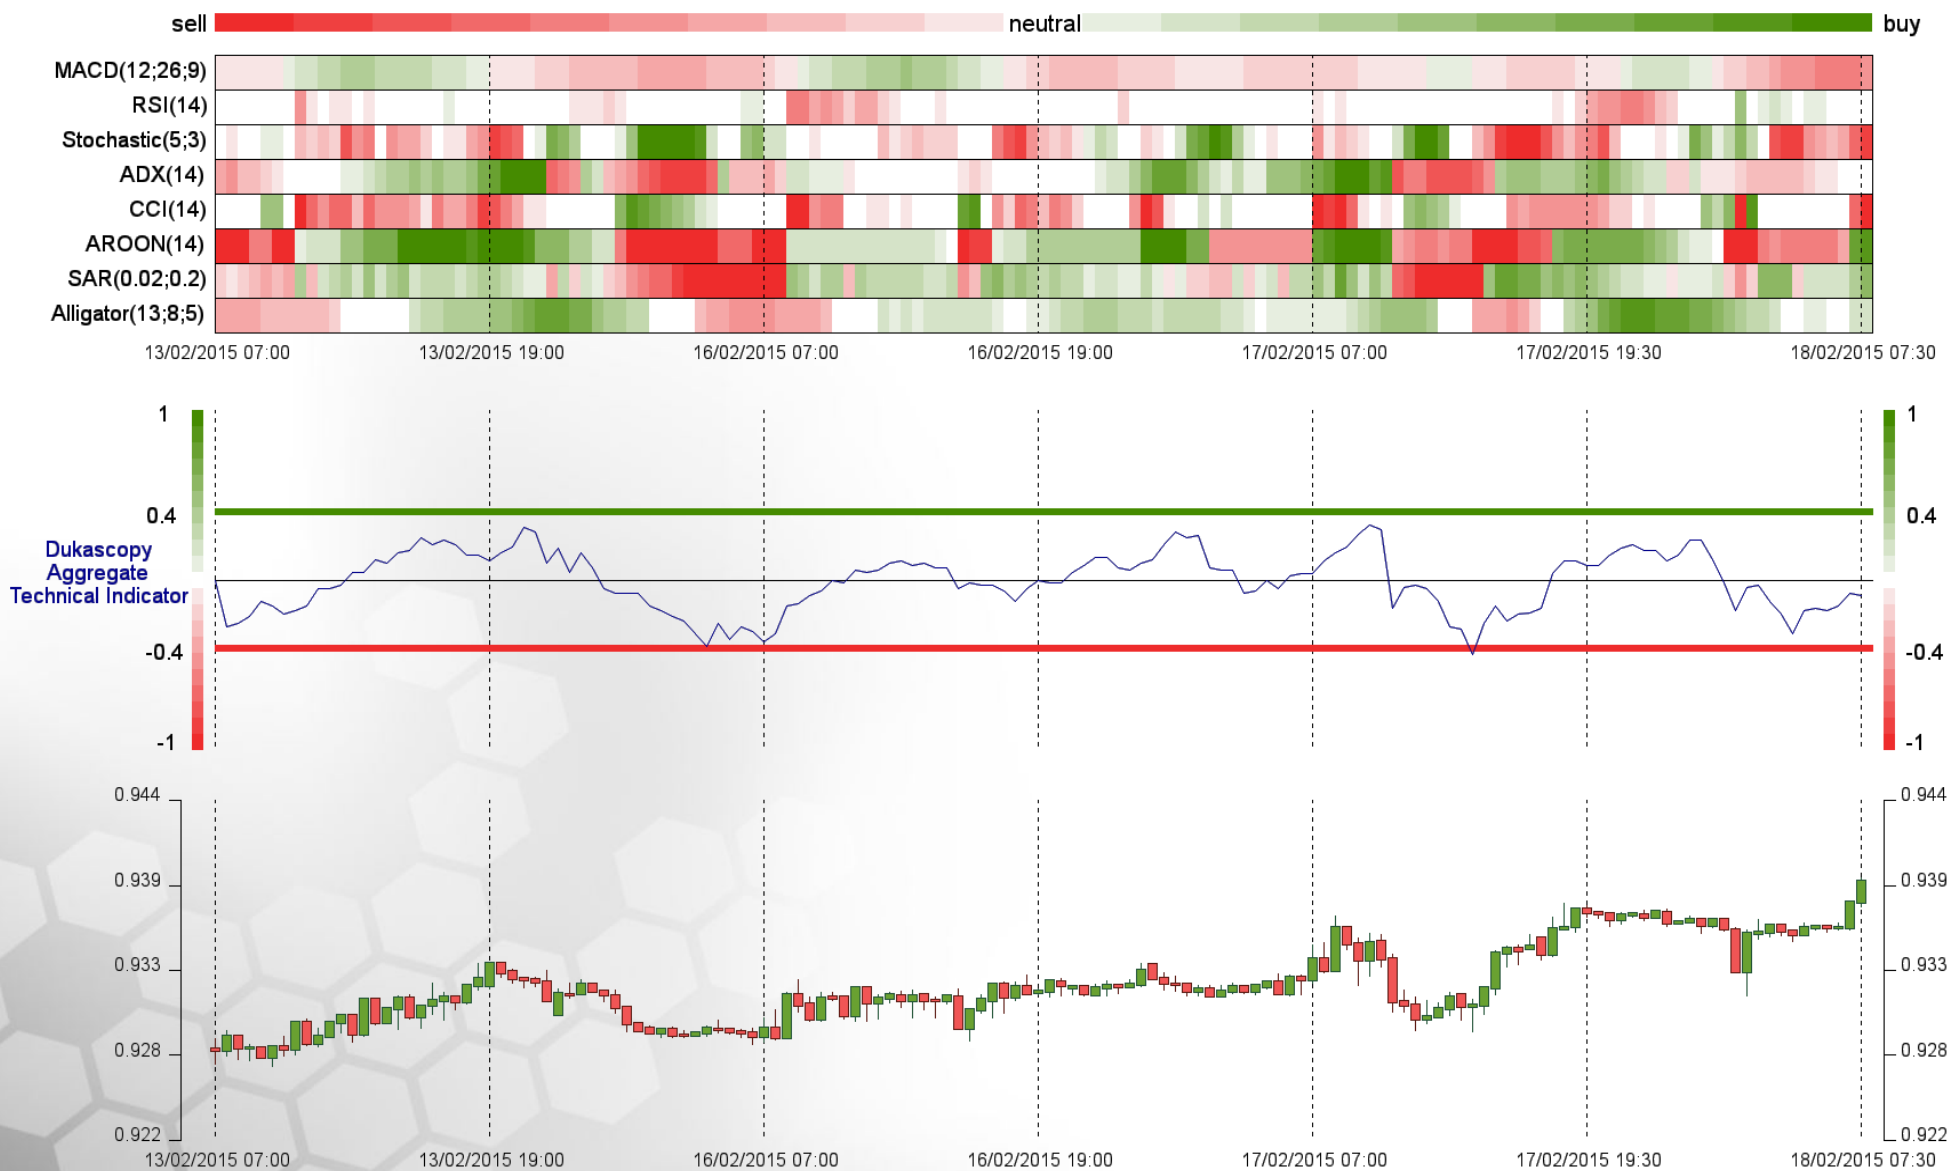 sell neutral buy
MACD(12;26;9)
RSI(14)
Stochastic(5;3)
ADX(14)
CCI(14)
AROON(14)
SAR(0.02;0.2)
Alligator(13;8;5)
13/02/2015 07:00 13/02/2015 19:00 16/02/2015 07:00 16/02/2015 19:00 17/02/2015 07:00 17/02/2015 19:30 18/02/2015 07:30
1 1
0.4 0.4
Dukascopy
Aggregate
Technical Indicator
-0.4 -0.4
-1 -1
0.944 0.944
0.939 0.939
0.933 0.933
0.928 0.928
0.922 0.922
13/02/2015 07:00 13/02/2015 19:00 16/02/2015 07:00 16/02/2015 19:00 17/02/2015 07:00 17/02/2015 19:30 18/02/2015 07:30